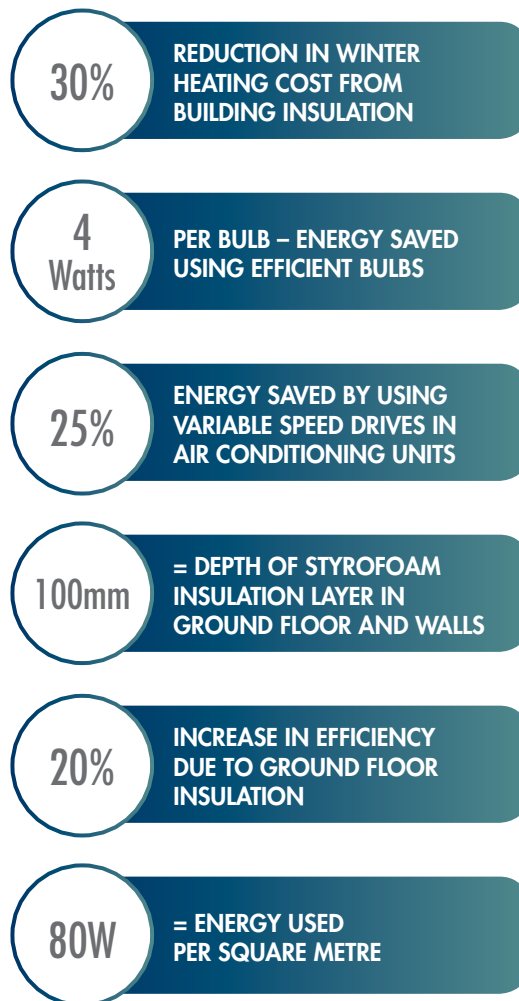 30%
REDUCTION IN WINTER
HEATING COST FROM
BUILDING INSULATION
4
Watts
PER BULB – ENERGY SAVED
USING EFFICIENT BULBS
25%
ENERGY SAVED BY USING
VARIABLE SPEED DRIVES IN
AIR CONDITIONING UNITS
100mm
= DEPTH OF STYROFOAM
INSULATION LAYER IN
GROUND FLOOR AND WALLS
20%
INCREASE IN EFFICIENCY
DUE TO GROUND FLOOR
INSULATION
80W
= ENERGY USED
PER SQUARE METRE